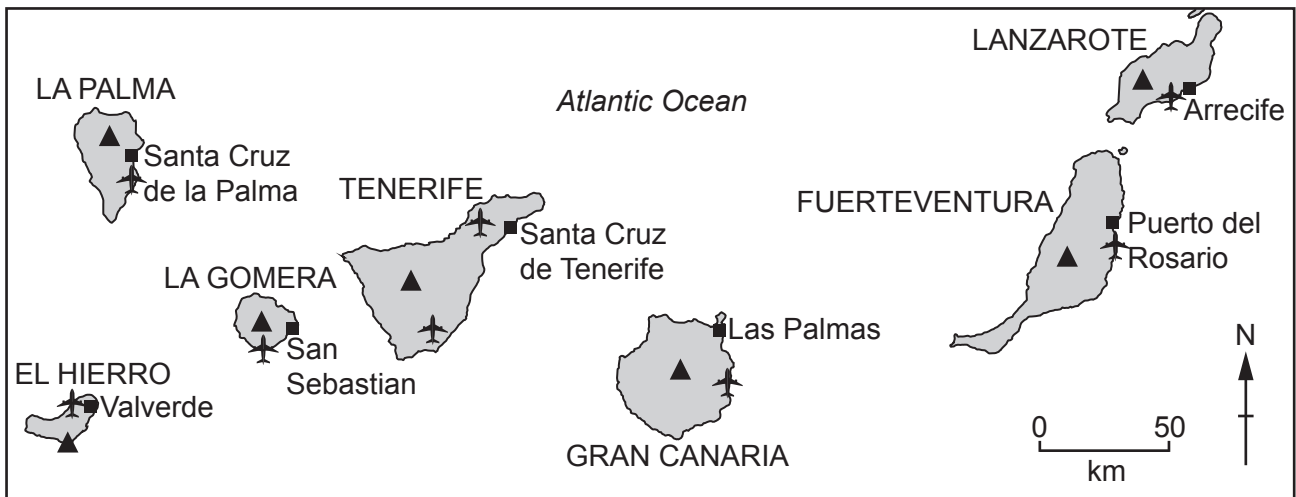 LANZAROTE
LA PALMA
Atlantic Ocean
Arrecife
Santa Cruz
de la Palma
TENERIFE
FUERTEVENTURA
Puerto del
Rosario
Santa Cruz
de Tenerife
LA GOMERA
Las Palmas
San
Sebastian
N
EL HIERRO
Valverde
0 50
km
GRAN CANARIA